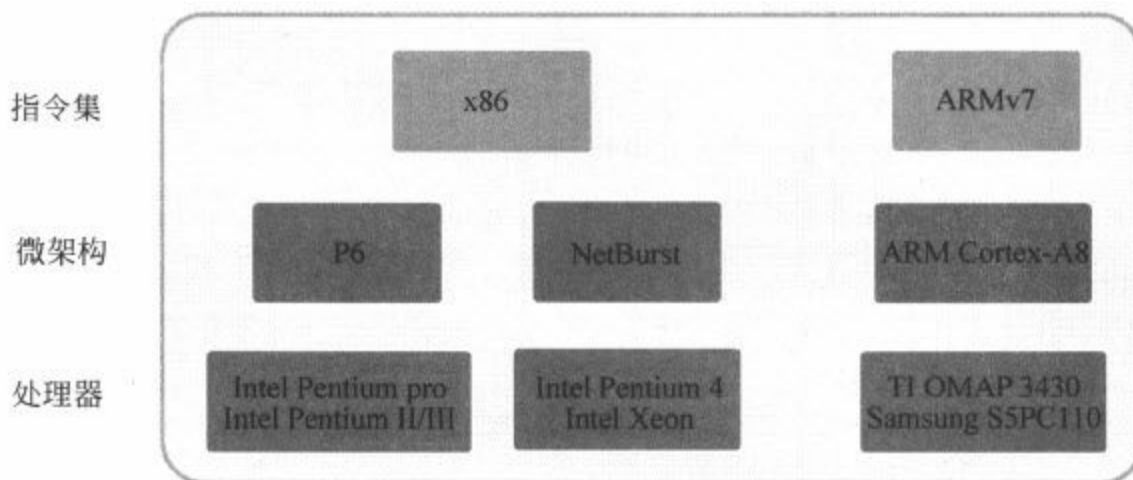 指令集
x86
ARMv7
微架构
P6
NetBurst
ARM Cortex-A8
处理器
Intel Pentium pro
Intel Pentium II/III
Intel Pentium 4
Intel Xeon
TI OMAP 3430
Samsung S5PC110